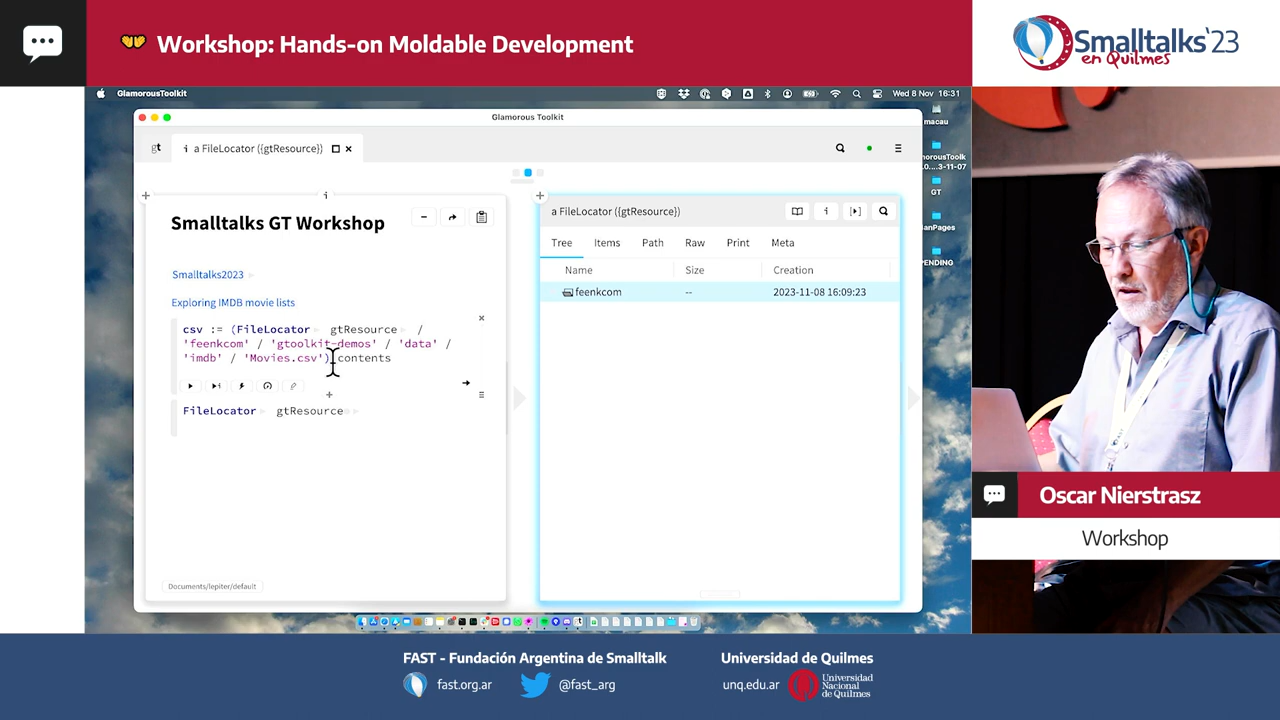 Workshop: Hands-on Moldable Development
Smalltalks'23
en Quilmes
GlamorousToolkit
Wed 8 Nov 16:31
Glamorous Toolkit
gt
i a FileLocator ({gtResource})
Smalltalks GT Workshop
Smalltalks2023
Exploring IMDB movie lists
csv := (FileLocator gtResource /
'feenkcom' / 'gtoolkit-demos' / 'data' /
'imdb' / 'Movies.csv') contents
FileLocator gtResource
Documents/lepiter/default
a FileLocator ({gtResource})
Tree Items Path Raw Print Meta
Name Size Creation
feenkcom -- 2023-11-08 16:09:23
macau
GT
PENDING
Oscar Nierstrasz
Workshop
FAST - Fundación Argentina de Smalltalk
fast.org.ar @fast_arg
Universidad de Quilmes
unq.edu.ar
Universidad
Nacional
de Quilmes